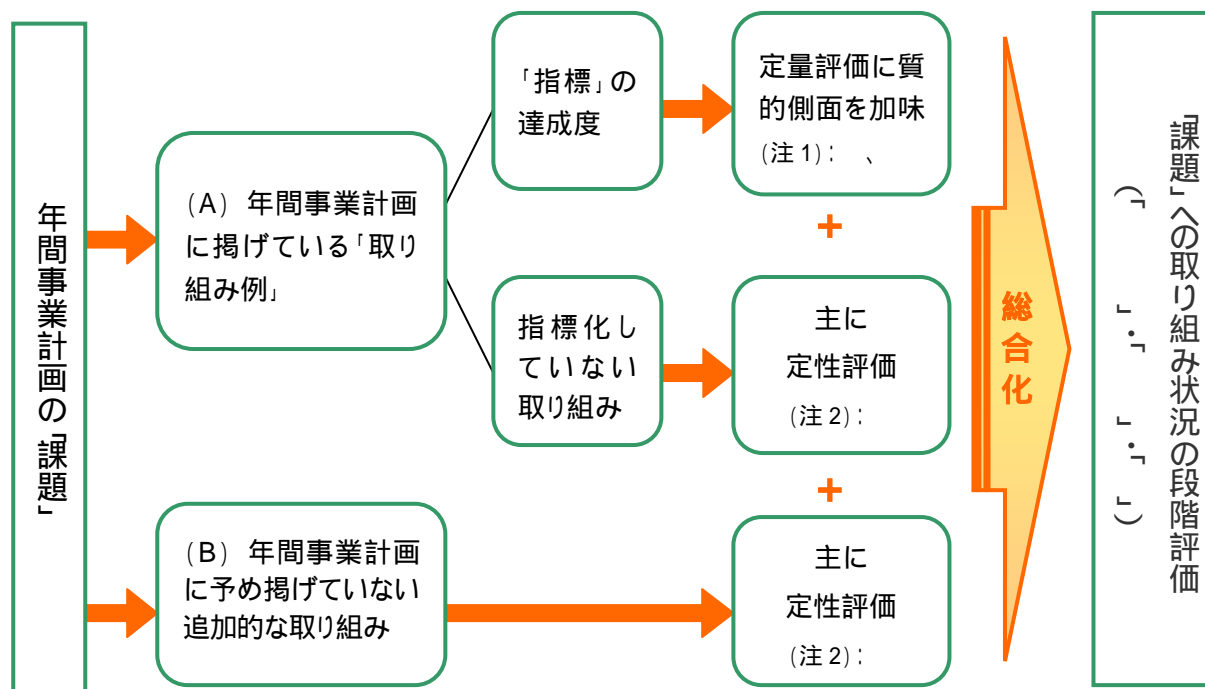 年間事業計画の「課題」
(A) 年間事業計画
に掲げている「取り
組み例」
「指標」の
達成度
定量評価に質
的側面を加味
(注1): 、
+
指標化し
ていない
取り組み
主に
定性評価
(注2):
+
(B) 年間事業計画
に予め掲げていない
追加的な取り組み
主に
定性評価
(注2):
総合化
「課題」への取り組み状況の段階評価
(「 」・「 」・「 」)